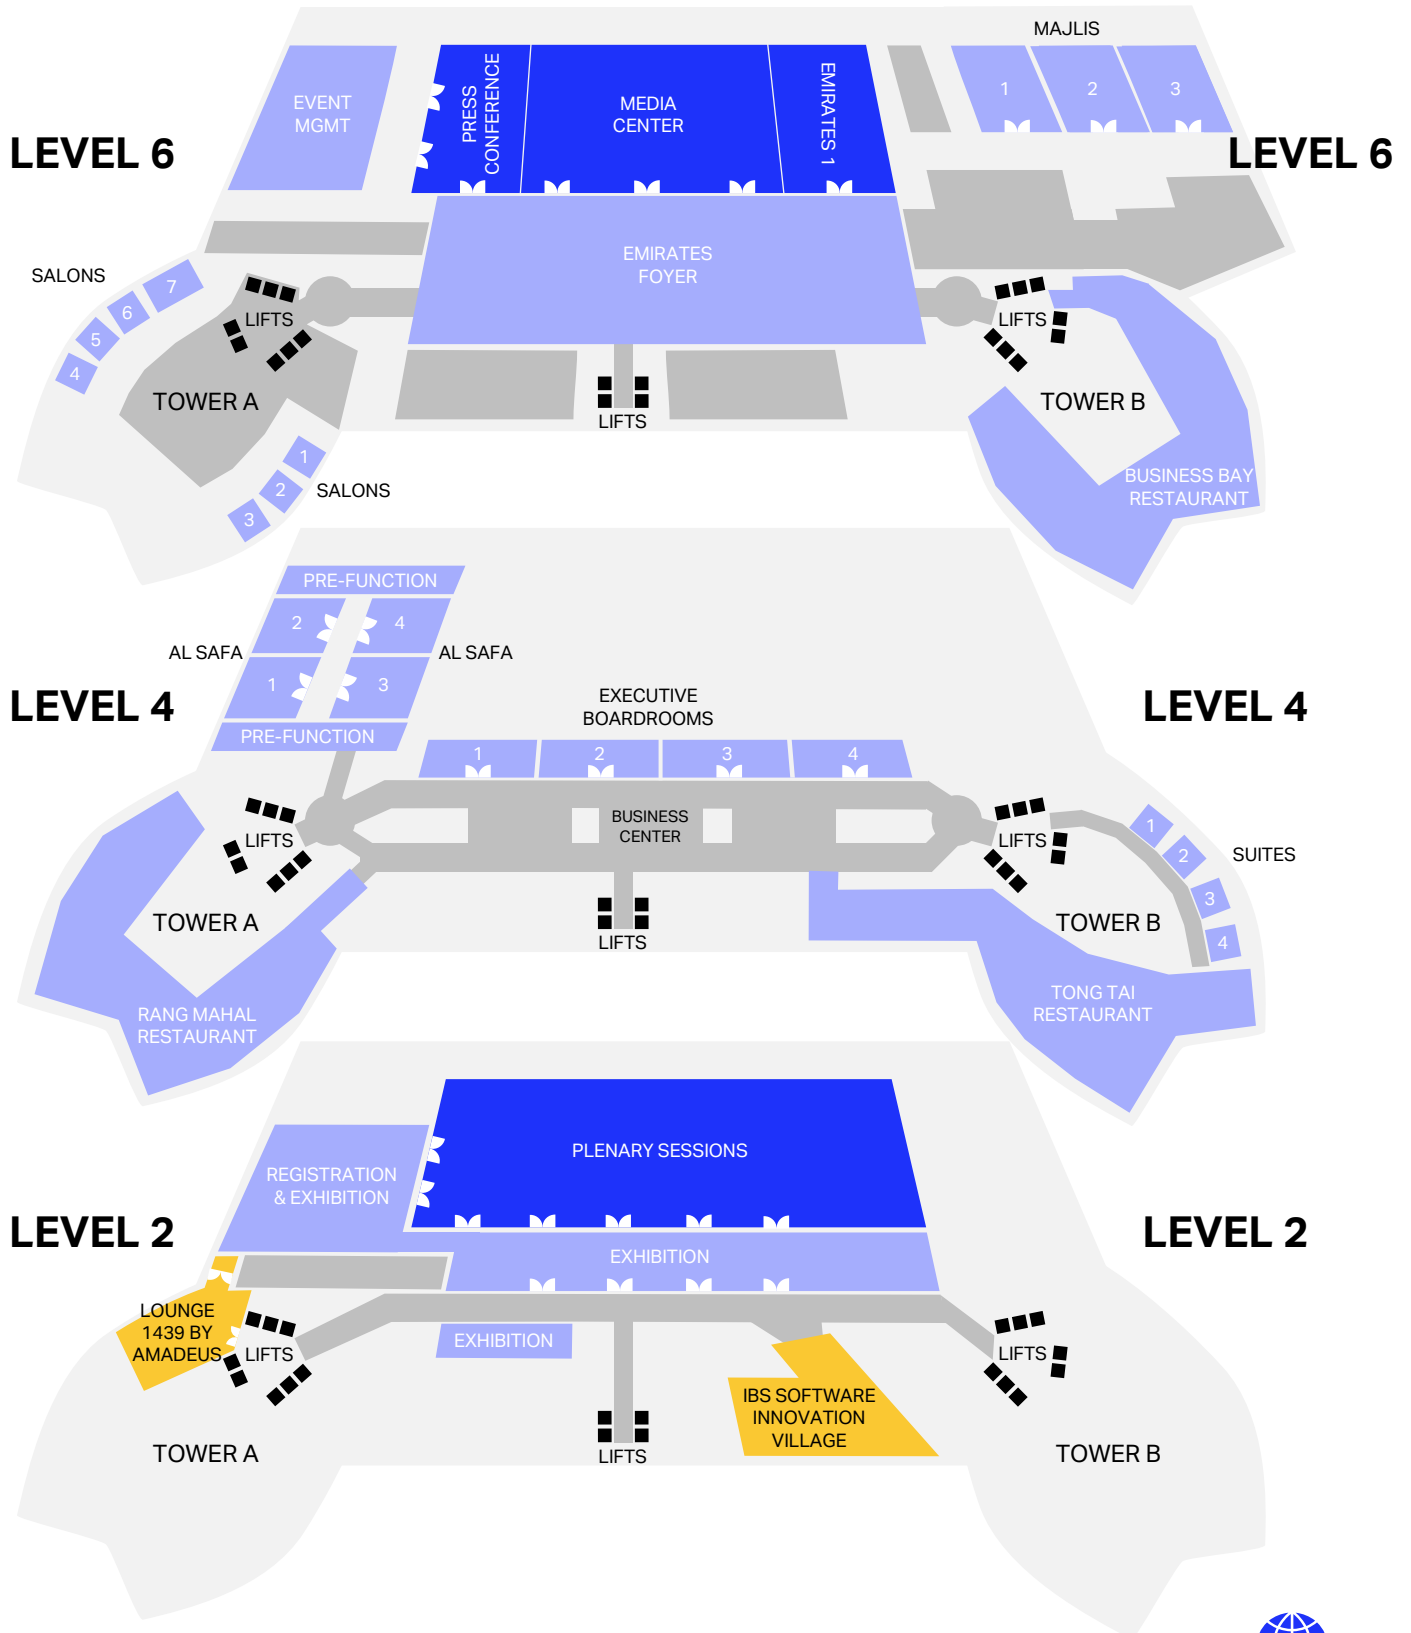 MAJLIS
EVENT
MGMT
PRESS
CONFERENCE
MEDIA
CENTER
EMIRATES 1
1
2
3
LEVEL 6
LEVEL 6
EMIRATES
FOYER
SALONS
7
6
5
4
LIFTS
LIFTS
TOWER A
TOWER B
LIFTS
1
2
3
SALONS
BUSINESS BAY
RESTAURANT
PRE-FUNCTION
2
4
AL SAFA
AL SAFA
1
3
PRE-FUNCTION
LEVEL 4
LEVEL 4
EXECUTIVE
BOARDROOMS
1
2
3
4
BUSINESS
CENTER
LIFTS
LIFTS
1
2
3
4
SUITES
TOWER A
TOWER B
LIFTS
RANG MAHAL
RESTAURANT
TONG TAI
RESTAURANT
PLENARY SESSIONS
REGISTRATION
& EXHIBITION
LEVEL 2
LEVEL 2
EXHIBITION
LOUNGE
1439 BY
AMADEUS
LIFTS
EXHIBITION
LIFTS
IBS SOFTWARE
INNOVATION
VILLAGE
TOWER A
LIFTS
TOWER B